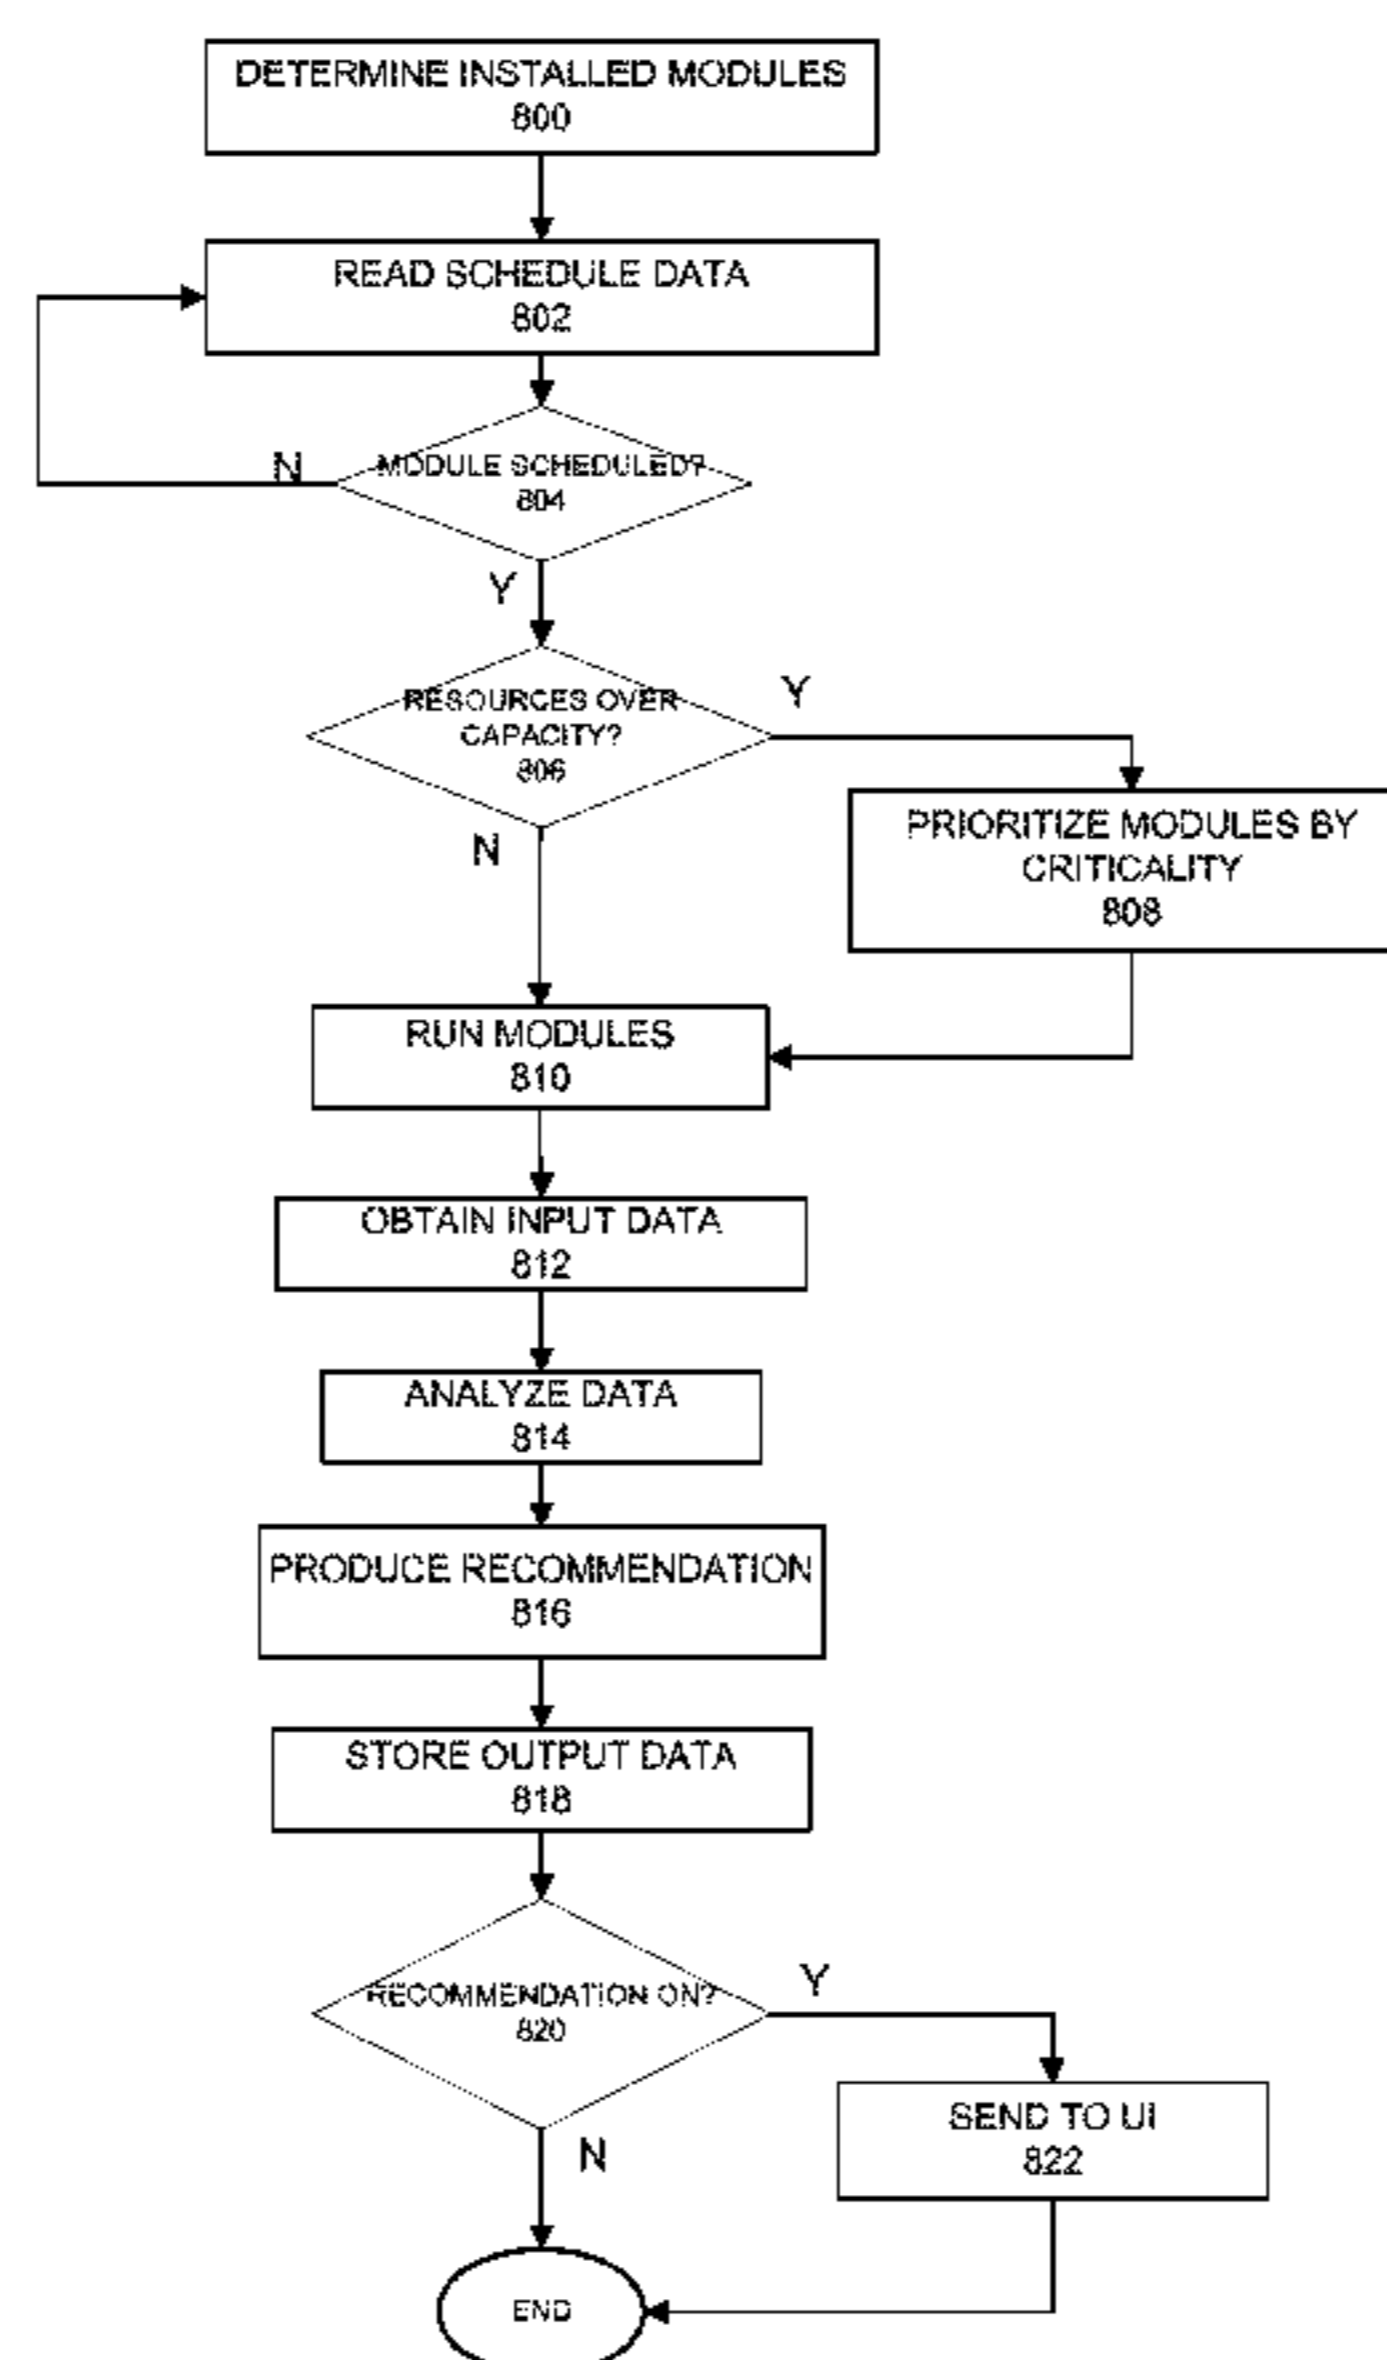 DETERMINE INSTALLED MODULES
800
READ SCHEDULE DATA
802
N
MODULE SCHEDULED?
804
Y
RESOURCES OVER
CAPACITY?
806
Y
N
PRIORITIZE MODULES BY
CRITICALITY
808
RUN MODULES
810
OBTAIN INPUT DATA
812
ANALYZE DATA
814
PRODUCE RECOMMENDATION
816
STORE OUTPUT DATA
818
RECOMMENDATION ON?
820
Y
N
SEND TO UI
822
END